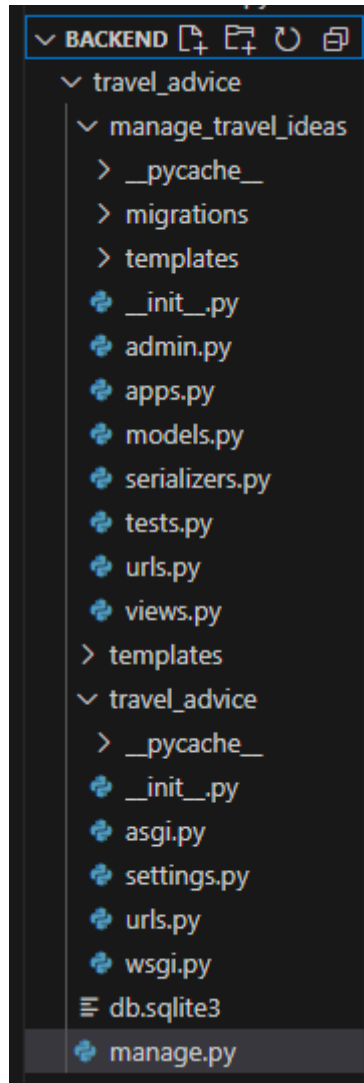 BACKEND
travel_advice
manage_travel_ideas
__pycache__
migrations
templates
__init__.py
admin.py
apps.py
models.py
serializers.py
tests.py
urls.py
views.py
templates
travel_advice
__pycache__
__init__.py
asgi.py
settings.py
urls.py
wsgi.py
db.sqlite3
manage.py